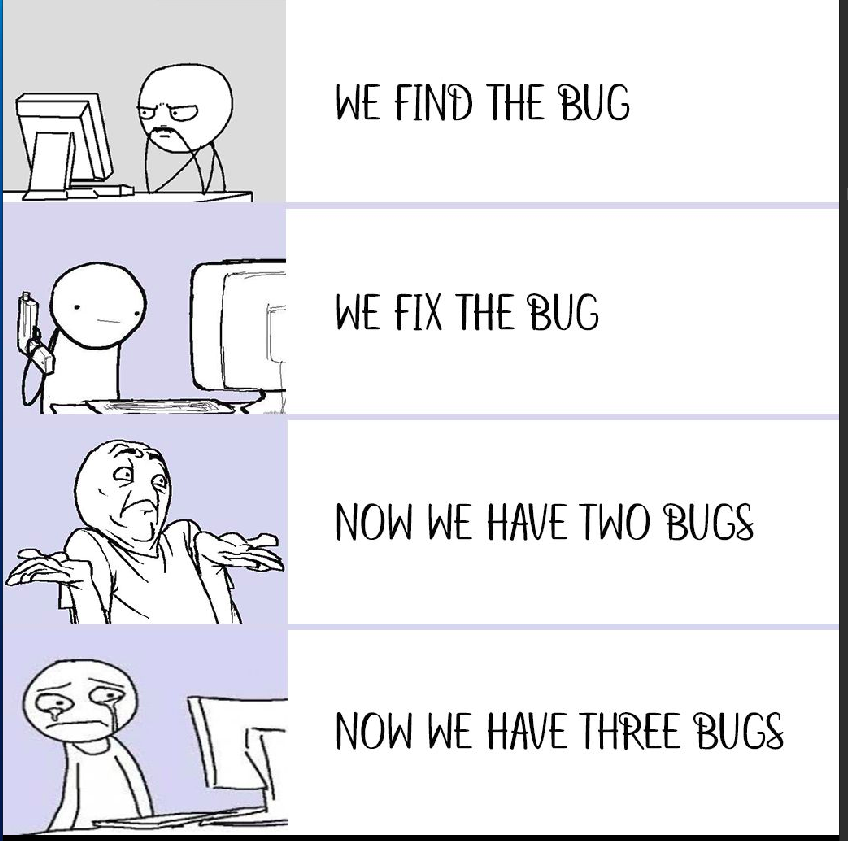 WE FIND THE BUG
WE FIX THE BUG
NOW WE HAVE TWO BUGS
NOW WE HAVE THREE BUGS